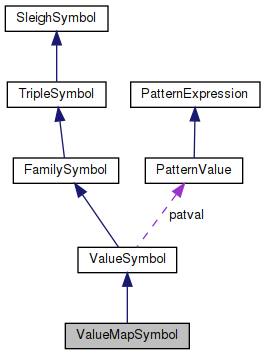 SleighSymbol
TripleSymbol
PatternExpression
FamilySymbol
PatternValue
patval
ValueSymbol
ValueMapSymbol